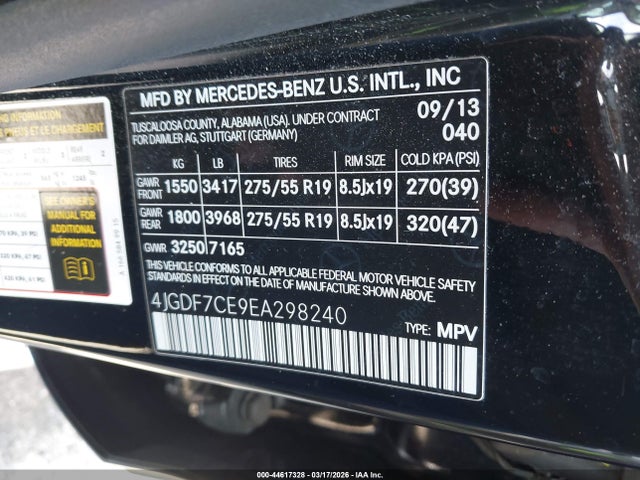 MFD BY MERCEDES-BENZ U.S. INTL., INC
TUSCALOOSA COUNTY, ALABAMA (USA). UNDER CONTRACT
FOR DAIMLER AG, STUTTGART (GERMANY)
09/13
040
KG LB TIRES RIM SIZE COLD KPA (PSI)
GAWR FRONT 1550 3417 275/55 R19 8.5Jx19 270(39)
GAWR REAR 1800 3968 275/55 R19 8.5Jx19 320(47)
GVWR 3250 7165
THIS VEHICLE CONFORMS TO ALL APPLICABLE FEDERAL MOTOR VEHICLE SAFETY
STANDARDS IN EFFECT ON THE DATE OF MANUFACTURE SHOWN ABOVE.
4JGDF7CE9EA298240
TYPE: MPV
SEE OWNER'S
MANUAL FOR
ADDITIONAL
INFORMATION
000-44617328 - 03/17/2026 - IAA Inc.